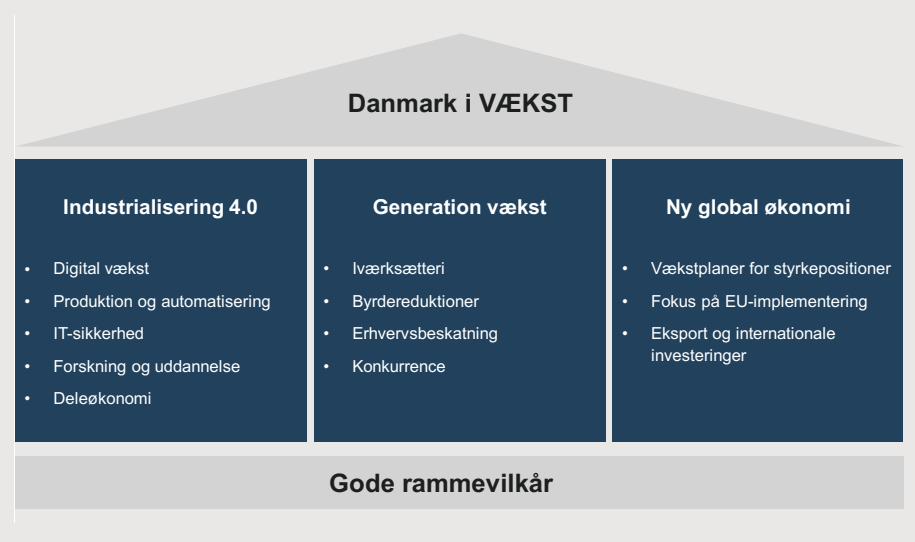 Danmark i VÆKST
Industrialisering 4.0
• Digital vækst
• Produktion og automatisering
• IT-sikkerhed
• Forskning og uddannelse
• Deleøkonomi
Generation vækst
• Iværksætteri
• Byrdereduktioner
• Erhvervsbeskatning
• Konkurrence
Ny global økonomi
• Vækstplaner for styrkepositioner
• Fokus på EU-implementering
• Eksport og internationale
investeringer
Gode rammevilkår